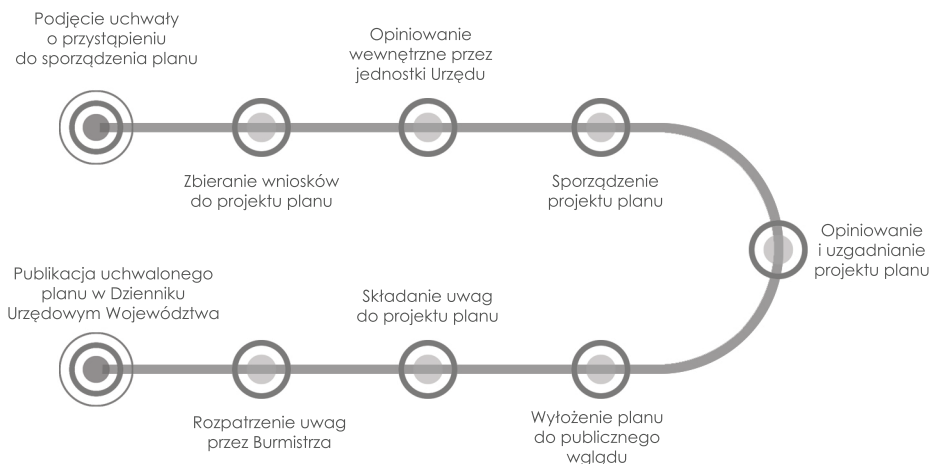 Podjęcie uchwały
o przystąpieniu
do sporządzenia planu
Zbieranie wniosków
do projektu planu
Opiniowanie
wewnętrzne przez
jednostki Urzędu
Sporządzenie
projektu planu
Opiniowanie
i uzgadnianie
projektu planu
Wyłożenie planu
do publicznego
wglądu
Składanie uwag
do projektu planu
Rozpatrzenie uwag
przez Burmistrza
Publikacja uchwalonego
planu w Dzienniku
Urzędowym Województwa